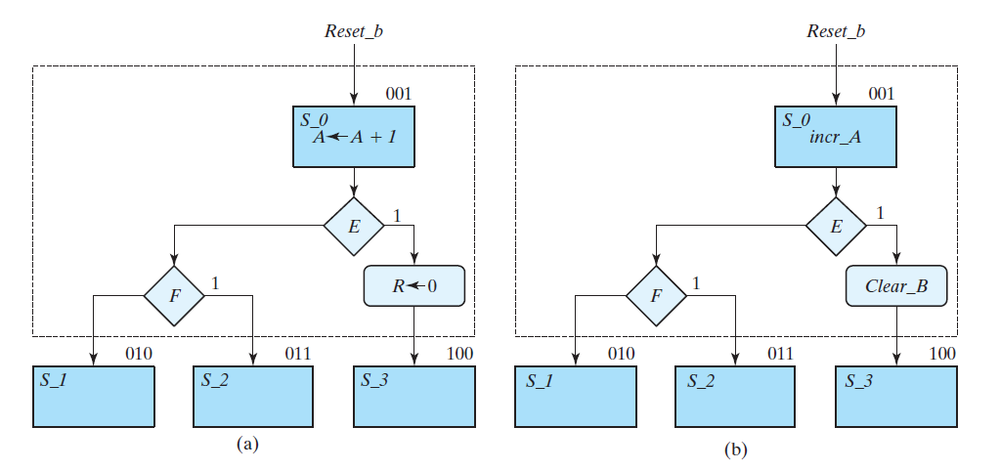 Reset_b
001
S_0
A ← A + 1
E
1
F
1
R ← 0
010
011
100
S_1
S_2
S_3
(a)
Reset_b
001
S_0
incr_A
E
1
F
1
Clear_B
010
011
100
S_1
S_2
S_3
(b)